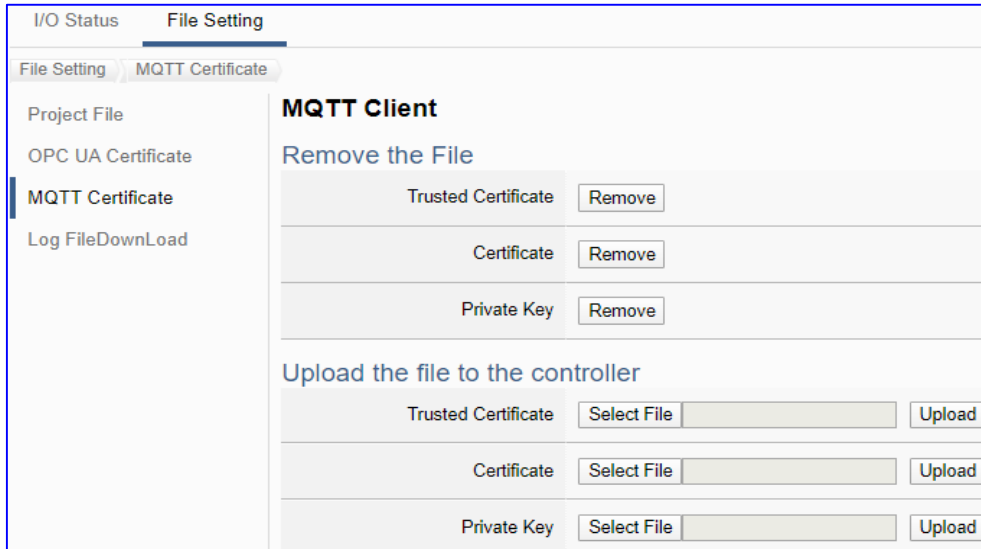 I/O Status File Setting
File Setting MQTT Certificate
Project File
OPC UA Certificate
MQTT Certificate
Log FileDownLoad
MQTT Client
Remove the File
Trusted Certificate Remove
Certificate Remove
Private Key Remove
Upload the file to the controller
Trusted Certificate Select File Upload
Certificate Select File Upload
Private Key Select File Upload